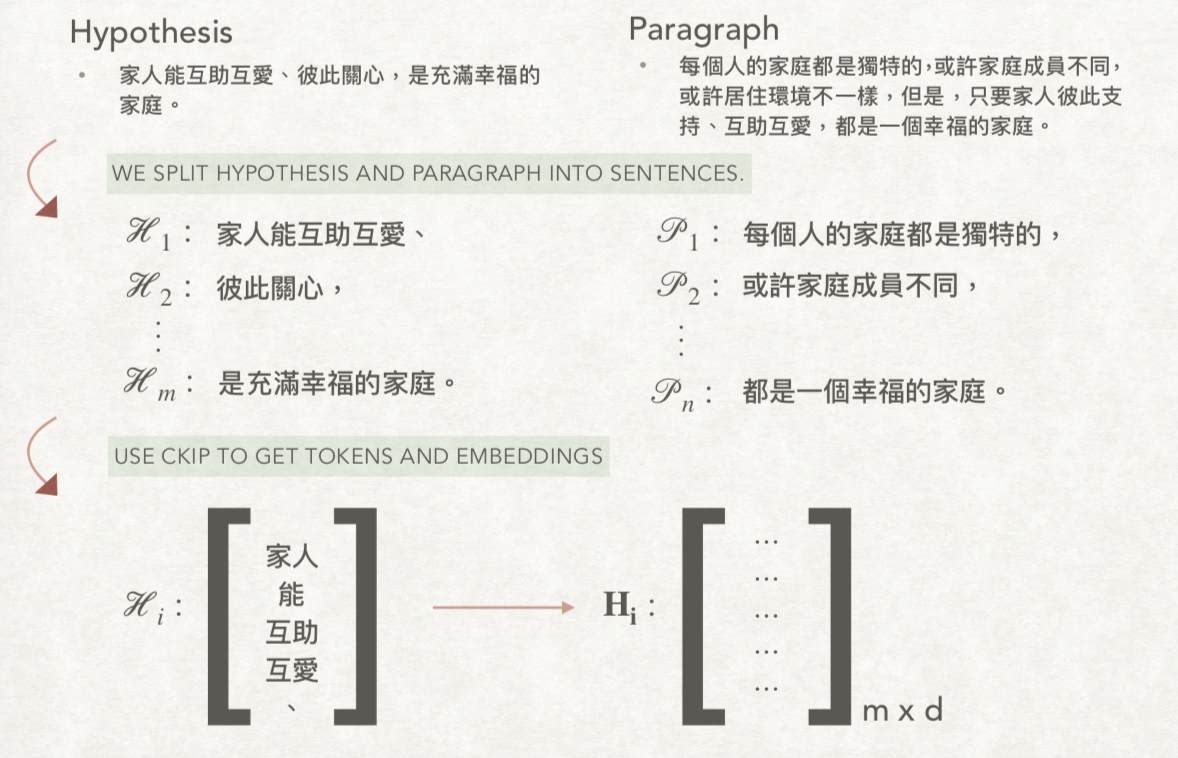 Hypothesis
• 家人能互助互愛、彼此關心，是充滿幸福的
家庭。
Paragraph
• 每個人的家庭都是獨特的，或許家庭成員不同，
或許居住環境不一樣，但是，只要家人彼此支
持、互助互愛，都是一個幸福的家庭。
WE SPLIT HYPOTHESIS AND PARAGRAPH INTO SENTENCES.
ℋ₁： 家人能互助互愛、
𝒫₁： 每個人的家庭都是獨特的，
ℋ₂： 彼此關心，
𝒫₂： 或許家庭成員不同，
⋮
⋮
ℋₘ： 是充滿幸福的家庭。
𝒫ₙ： 都是一個幸福的家庭。
USE CKIP TO GET TOKENS AND EMBEDDINGS
ℋᵢ：
家人
能
互助
互愛
、
Hᵢ：
…
…
…
…
…
m x d